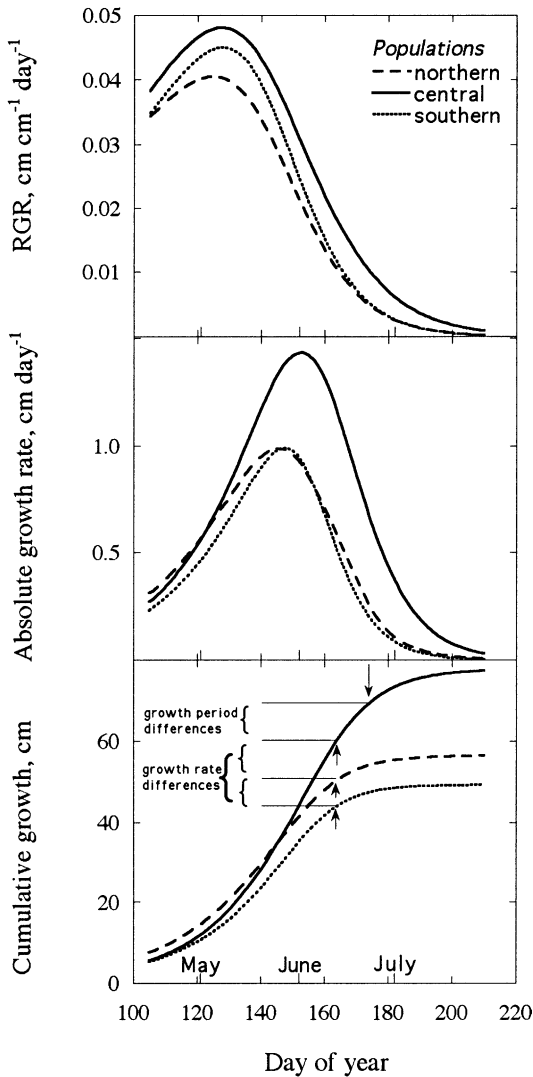 0.05
Populations
northern
central
southern
0.04
0.03
0.02
0.01
RGR, cm cm⁻¹ day⁻¹
1.0
0.5
Absolute growth rate, cm day⁻¹
growth period
differences
growth rate
differences
60
40
20
0
Cumulative growth, cm
May June July
100 120 140 160 180 200 220
Day of year